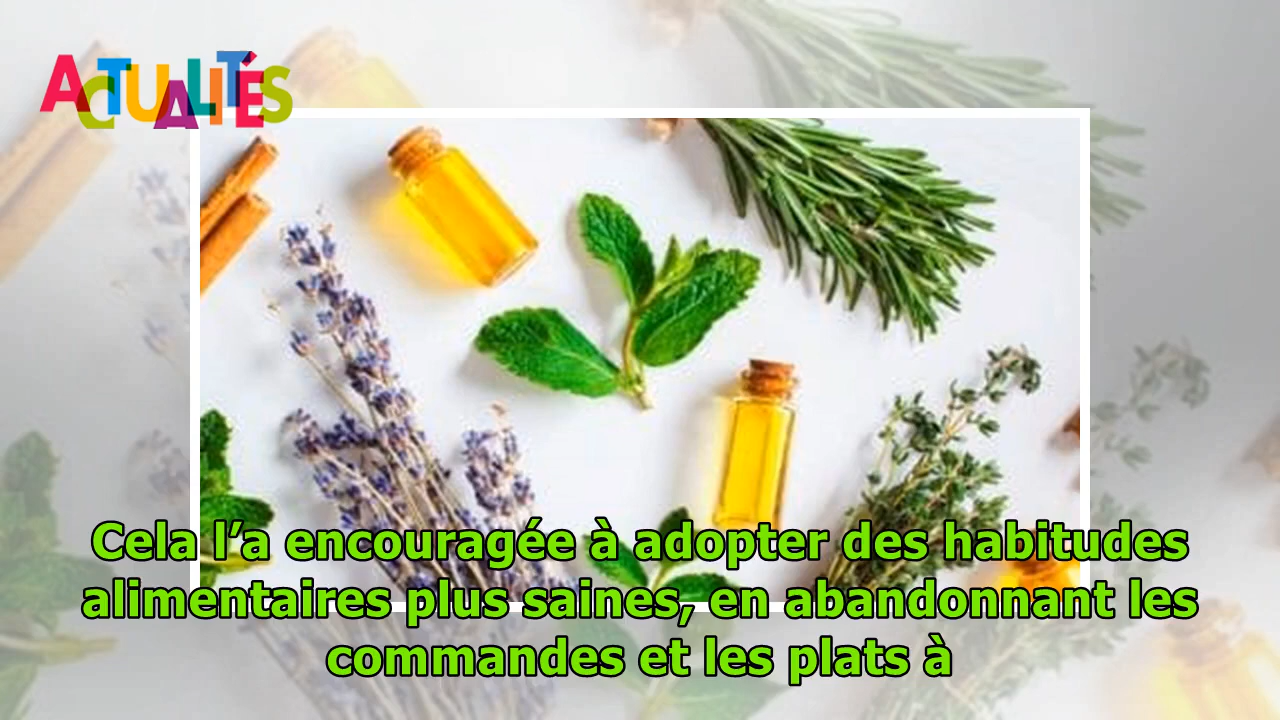 ACTUALITÉS
Cela l’a encouragée à adopter des habitudes
alimentaires plus saines, en abandonnant les
commandes et les plats à